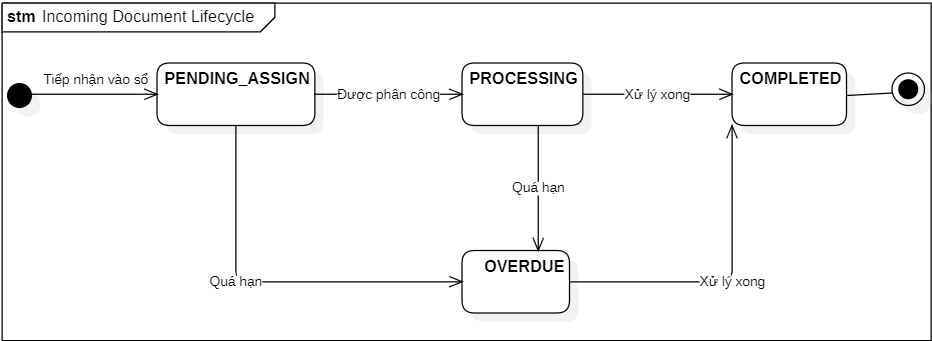 stm Incoming Document Lifecycle
Tiếp nhận vào sổ
PENDING_ASSIGN
Được phân công
PROCESSING
Xử lý xong
COMPLETED
Quá hạn
OVERDUE
Quá hạn
Xử lý xong